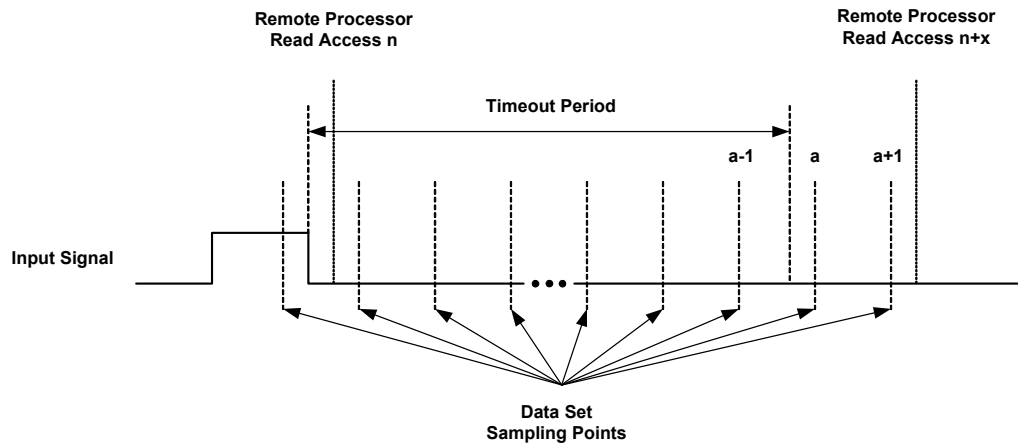 Remote Processor
Read Access n
Remote Processor
Read Access n+x
Timeout Period
a-1
a
a+1
Input Signal
Data Set
Sampling Points